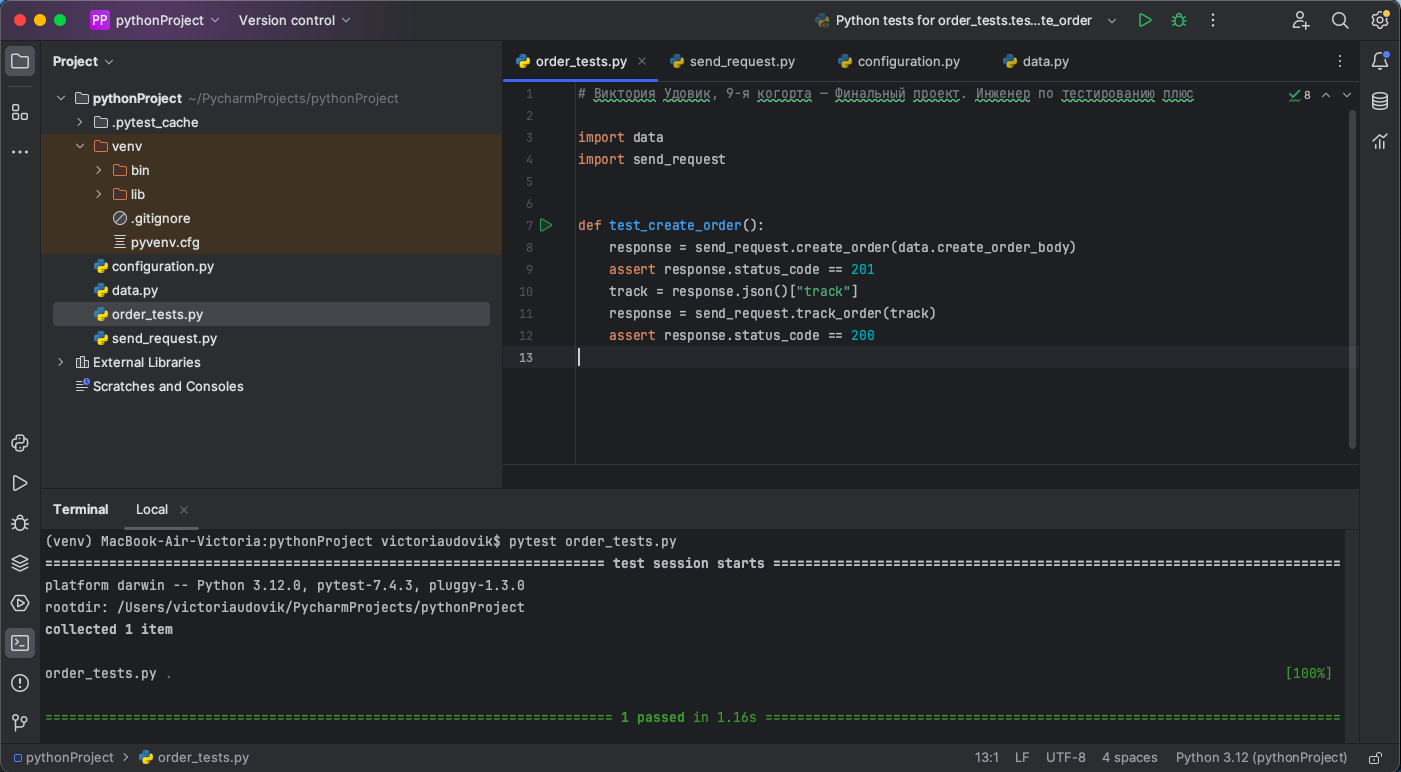 PP pythonProject Version control Python tests for order_tests.tes...te_order
Project
pythonProject ~/PycharmProjects/pythonProject
.pytest_cache
venv
bin
lib
.gitignore
pyvenv.cfg
configuration.py
data.py
order_tests.py
send_request.py
External Libraries
Scratches and Consoles
order_tests.py send_request.py configuration.py data.py
1 # Виктория Удовик, 9-я когорта — Финальный проект. Инженер по тестированию плюс 8
2
3 import data
4 import send_request
5
6
7 def test_create_order():
8 response = send_request.create_order(data.create_order_body)
9 assert response.status_code == 201
10 track = response.json()["track"]
11 response = send_request.track_order(track)
12 assert response.status_code == 200
13
Terminal Local
(venv) MacBook-Air-Victoria:pythonProject victoriaudovik$ pytest order_tests.py
====================================================================== test session starts ======================================================================
platform darwin -- Python 3.12.0, pytest-7.4.3, pluggy-1.3.0
rootdir: /Users/victoriaudovik/PycharmProjects/pythonProject
collected 1 item
order_tests.py . [100%]
======================================================================= 1 passed in 1.16s =======================================================================
pythonProject order_tests.py 13:1 LF UTF-8 4 spaces Python 3.12 (pythonProject)